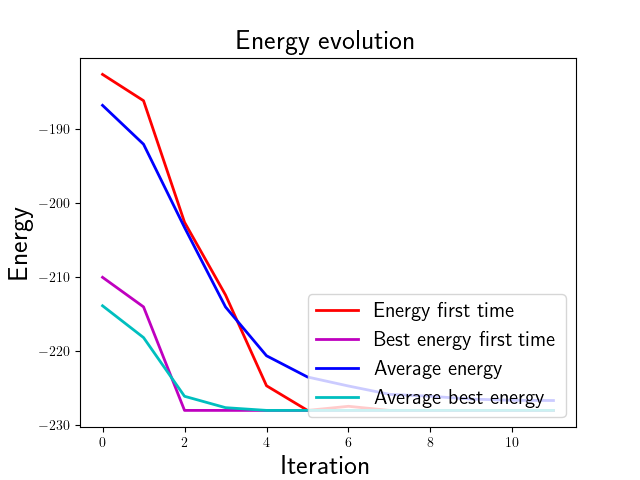 Energy evolution
Energy
−190
−200
−210
−220
−230
0
2
4
6
8
10
Iteration
Energy first time
Best energy first time
Average energy
Average best energy